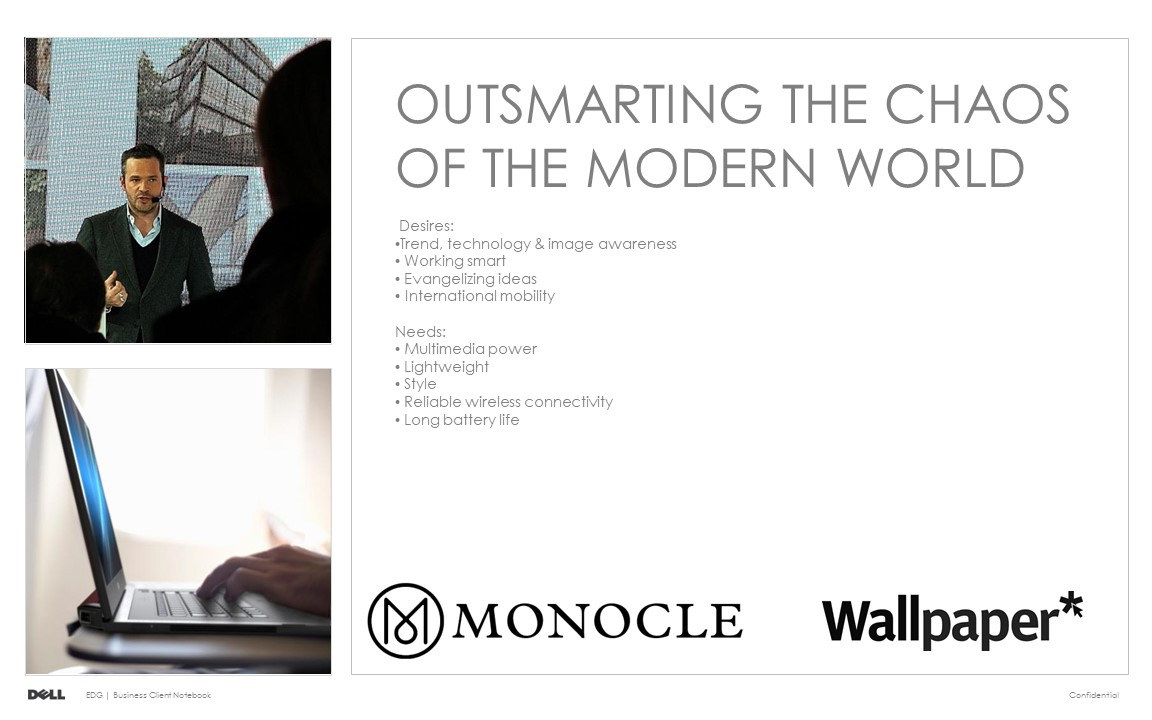 OUTSMARTING THE CHAOS
OF THE MODERN WORLD
Desires:
•Trend, technology & image awareness
• Working smart
• Evangelizing ideas
• International mobility
Needs:
• Multimedia power
• Lightweight
• Style
• Reliable wireless connectivity
• Long battery life
MONOCLE
Wallpaper*
DELL EDG | Business Client Notebook Confidential